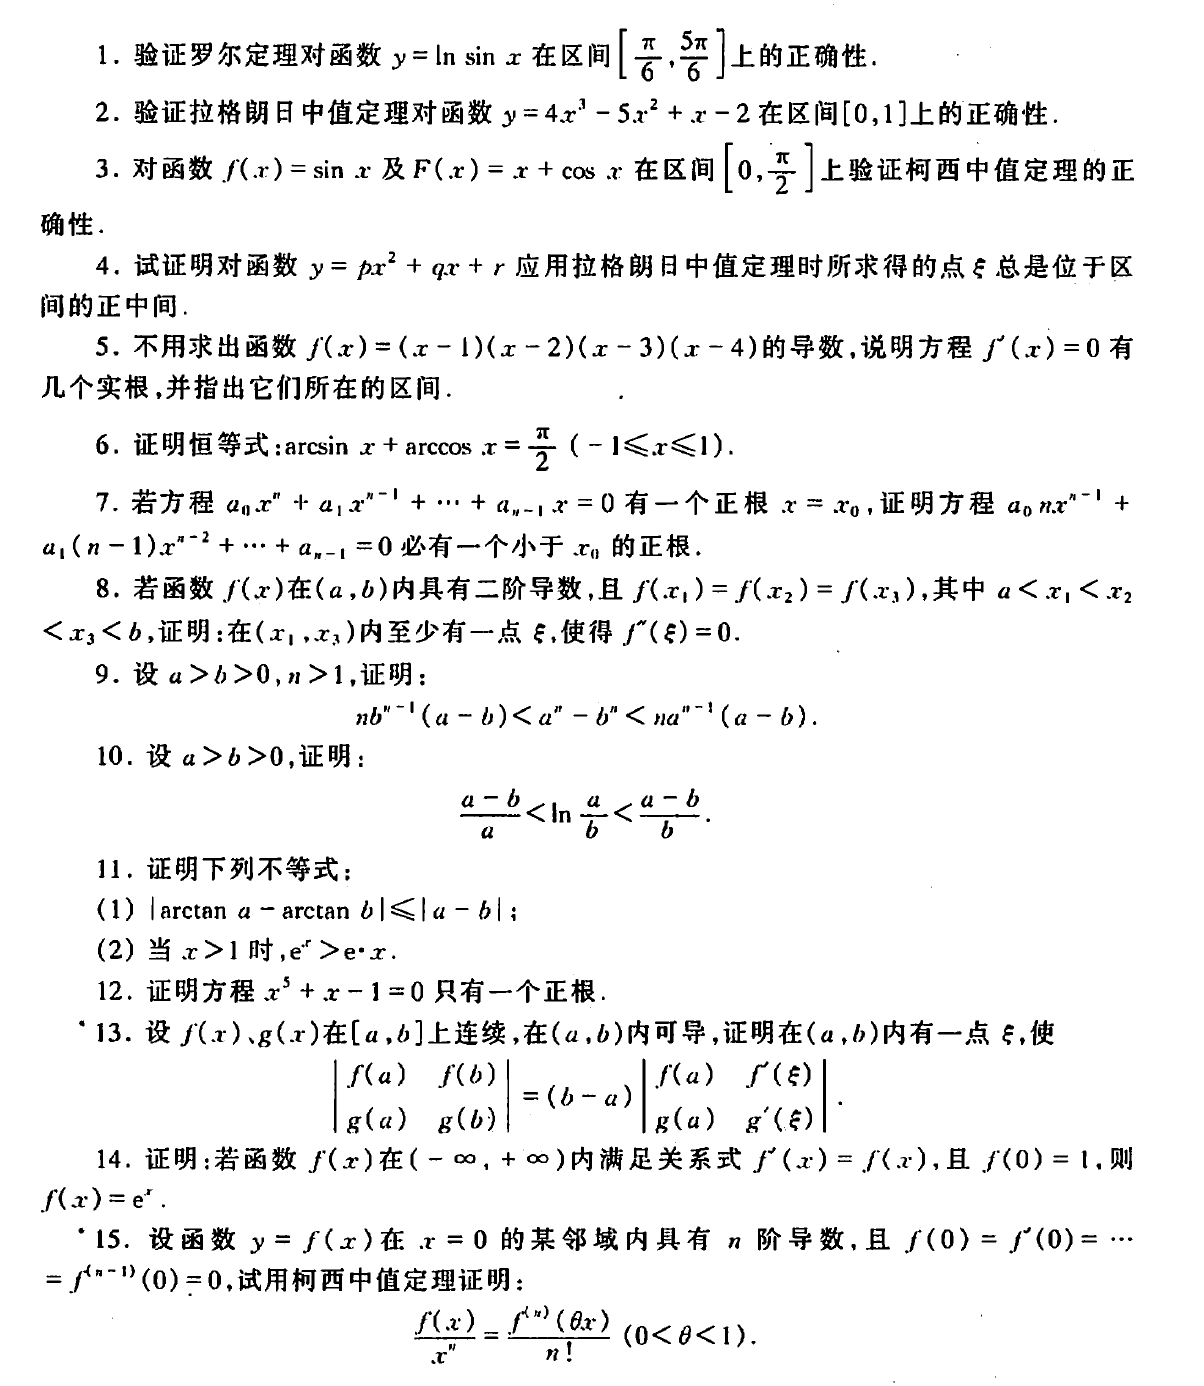 1. 验证罗尔定理对函数 y = ln sin x 在区间[π/6, 5π/6]上的正确性.
2. 验证拉格朗日中值定理对函数 y = 4x³ - 5x² + x - 2 在区间[0,1]上的正确性.
3. 对函数 f(x) = sin x 及 F(x) = x + cos x 在区间[0, π/2]上验证柯西中值定理的正
确性.
4. 试证明对函数 y = px² + qx + r 应用拉格朗日中值定理时所求得的点 ξ 总是位于区
间的正中间.
5. 不用求出函数 f(x) = (x - 1)(x - 2)(x - 3)(x - 4)的导数,说明方程 f′(x) = 0 有
几个实根,并指出它们所在的区间.
6. 证明恒等式:arcsin x + arccos x = π/2 (-1≤x≤1).
7. 若方程 a₀xⁿ + a₁xⁿ⁻¹ + ⋯ + aₙ₋₁x = 0 有一个正根 x = x₀,证明方程 a₀nxⁿ⁻¹ +
a₁(n - 1)xⁿ⁻² + ⋯ + aₙ₋₁ = 0 必有一个小于 x₀ 的正根.
8. 若函数 f(x)在(a,b)内具有二阶导数,且 f(x₁) = f(x₂) = f(x₃),其中 a < x₁ < x₂
< x₃ < b,证明:在(x₁,x₃)内至少有一点 ξ,使得 f″(ξ) = 0.
9. 设 a>b>0, n>1,证明:
nbⁿ⁻¹(a - b) < aⁿ - bⁿ < naⁿ⁻¹(a - b).
10. 设 a>b>0,证明:
(a - b)/a < ln a/b < (a - b)/b.
11. 证明下列不等式:
(1) |arctan a - arctan b|≤|a - b|;
(2) 当 x>1 时,eˣ>e·x.
12. 证明方程 x⁵ + x - 1 = 0 只有一个正根.
*13. 设 f(x)、g(x)在[a,b]上连续,在(a,b)内可导,证明在(a,b)内有一点 ξ,使
|f(a) f(b)| = (b - a) |f(a) f′(ξ)|
|g(a) g(b)| |g(a) g′(ξ)|.
14. 证明:若函数 f(x)在(-∞, +∞)内满足关系式 f′(x) = f(x),且 f(0) = 1,则
f(x) = eˣ.
*15. 设函数 y = f(x)在 x = 0 的某邻域内具有 n 阶导数,且 f(0) = f′(0) = ⋯
= f⁽ⁿ⁻¹⁾(0) = 0,试用柯西中值定理证明:
f(x)/xⁿ = f⁽ⁿ⁾(θx)/n! (0<θ<1).